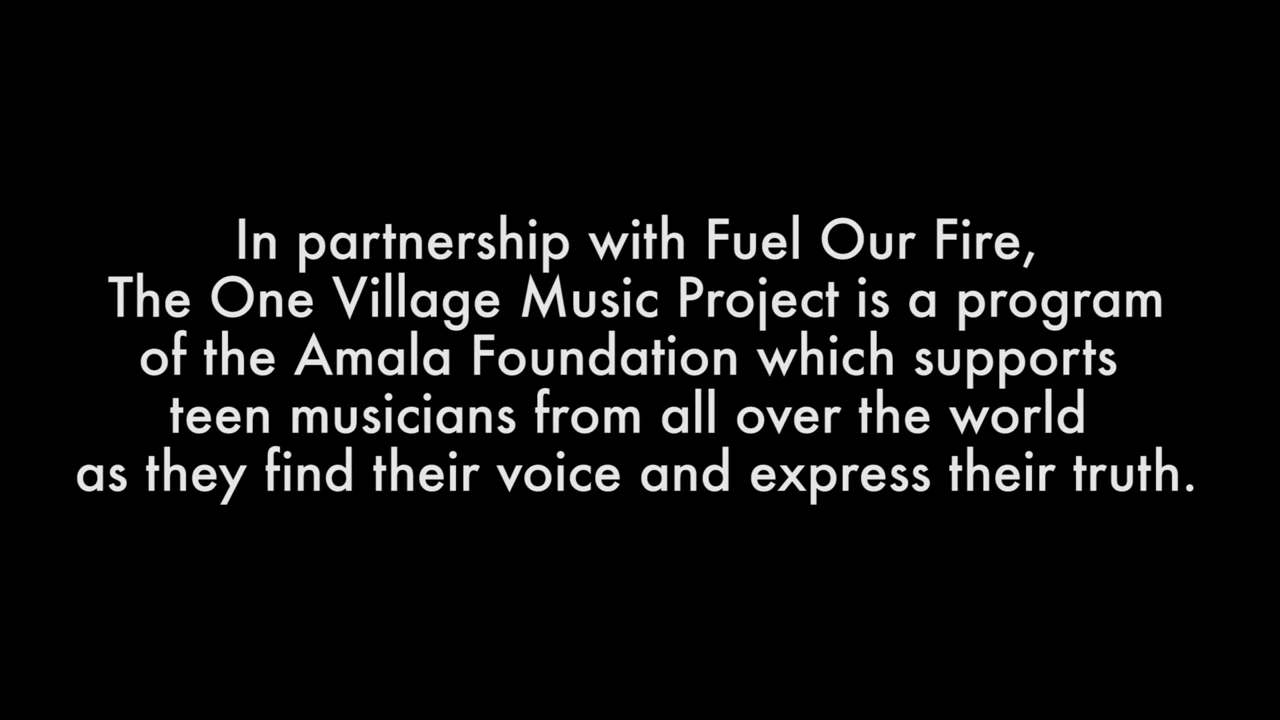 In partnership with Fuel Our Fire,
The One Village Music Project is a program
of the Amala Foundation which supports
teen musicians from all over the world
as they find their voice and express their truth.